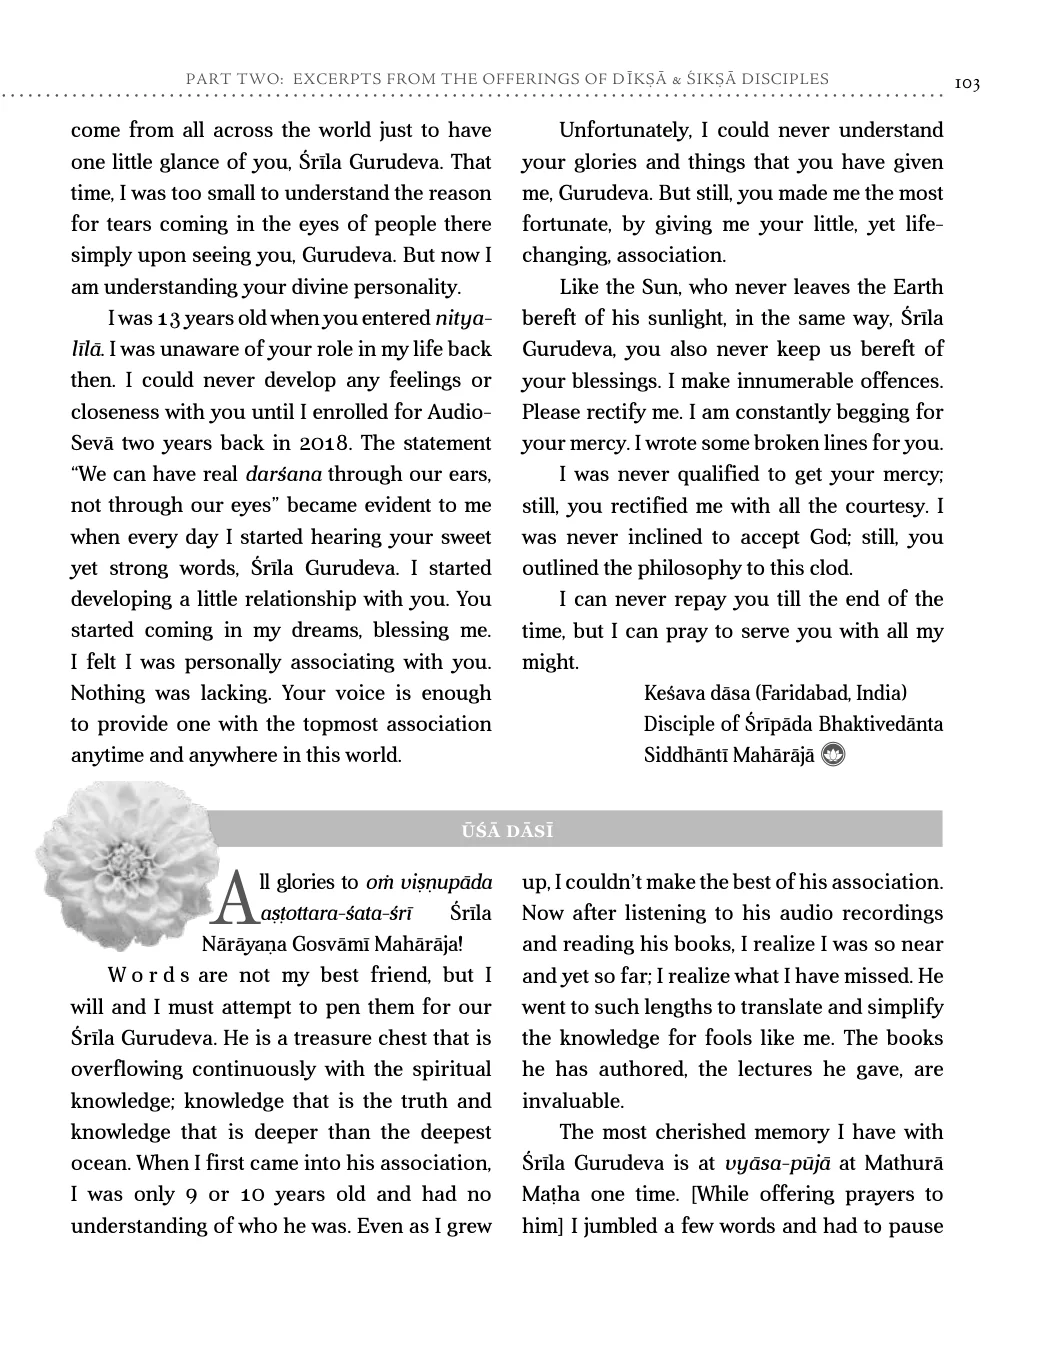 PART TWO: EXCERPTS FROM THE OFFERINGS OF DĪKṢĀ & ŚIKṢĀ DISCIPLES 103
come from all across the world just to have
one little glance of you, Śrīla Gurudeva. That
time, I was too small to understand the reason
for tears coming in the eyes of people there
simply upon seeing you, Gurudeva. But now I
am understanding your divine personality.
I was 13 years old when you entered nitya-
līlā. I was unaware of your role in my life back
then. I could never develop any feelings or
closeness with you until I enrolled for Audio-
Sevā two years back in 2018. The statement
“We can have real darśana through our ears,
not through our eyes” became evident to me
when every day I started hearing your sweet
yet strong words, Śrīla Gurudeva. I started
developing a little relationship with you. You
started coming in my dreams, blessing me.
I felt I was personally associating with you.
Nothing was lacking. Your voice is enough
to provide one with the topmost association
anytime and anywhere in this world.
Unfortunately, I could never understand
your glories and things that you have given
me, Gurudeva. But still, you made me the most
fortunate, by giving me your little, yet life-
changing, association.
Like the Sun, who never leaves the Earth
bereft of his sunlight, in the same way, Śrīla
Gurudeva, you also never keep us bereft of
your blessings. I make innumerable offences.
Please rectify me. I am constantly begging for
your mercy. I wrote some broken lines for you.
I was never qualified to get your mercy;
still, you rectified me with all the courtesy. I
was never inclined to accept God; still, you
outlined the philosophy to this clod.
I can never repay you till the end of the
time, but I can pray to serve you with all my
might.
Keśava dāsa (Faridabad, India)
Disciple of Śrīpāda Bhaktivedānta
Siddhāntī Mahārājā
ŪŚĀ DĀSĪ
All glories to oṁ viṣṇupāda
aṣṭottara-śata-śrī Śrīla
Nārāyaṇa Gosvāmī Mahārāja!
Words are not my best friend, but I
will and I must attempt to pen them for our
Śrīla Gurudeva. He is a treasure chest that is
overflowing continuously with the spiritual
knowledge; knowledge that is the truth and
knowledge that is deeper than the deepest
ocean. When I first came into his association,
I was only 9 or 10 years old and had no
understanding of who he was. Even as I grew
up, I couldn’t make the best of his association.
Now after listening to his audio recordings
and reading his books, I realize I was so near
and yet so far; I realize what I have missed. He
went to such lengths to translate and simplify
the knowledge for fools like me. The books
he has authored, the lectures he gave, are
invaluable.
The most cherished memory I have with
Śrīla Gurudeva is at vyāsa-pūjā at Mathurā
Maṭha one time. [While offering prayers to
him] I jumbled a few words and had to pause